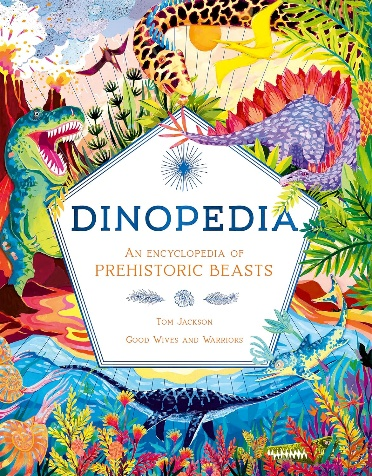 DINOPEDIA
AN ENCYCLOPEDIA OF
PREHISTORIC BEASTS
TOM JACKSON
GOOD WIVES AND WARRIORS